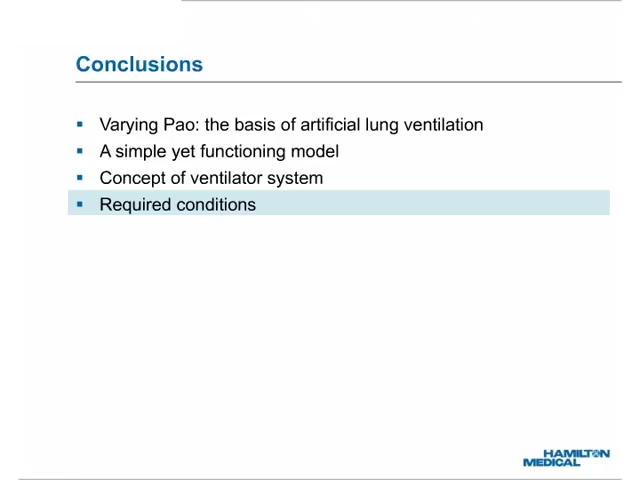 Conclusions
Varying Pao: the basis of artificial lung ventilation
A simple yet functioning model
Concept of ventilator system
Required conditions
HAMILTON
MEDICAL